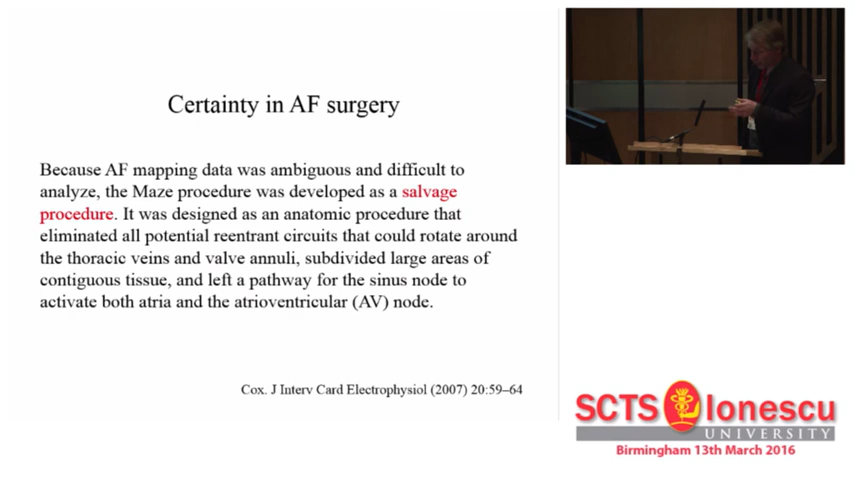 Certainty in AF surgery
Because AF mapping data was ambiguous and difficult to
analyze, the Maze procedure was developed as a salvage
procedure. It was designed as an anatomic procedure that
eliminated all potential reentrant circuits that could rotate around
the thoracic veins and valve annuli, subdivided large areas of
contiguous tissue, and left a pathway for the sinus node to
activate both atria and the atrioventricular (AV) node.
Cox. J Interv Card Electrophysiol (2007) 20:59–64
SCTS Ionescu
UNIVERSITY
Birmingham 13th March 2016